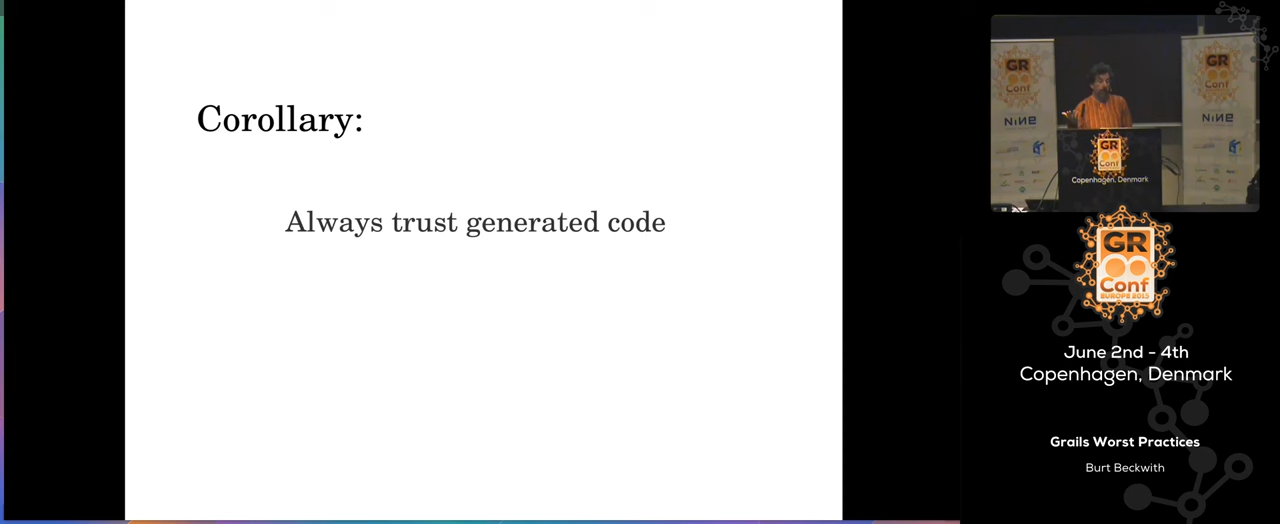 Corollary:
Always trust generated code
GR
Conf
NINE
GR
Conf
NINE
GR
Conf
Copenhagen, Denmark
GR
Conf
EUROPE 2015
June 2nd - 4th
Copenhagen, Denmark
Grails Worst Practices
Burt Beckwith